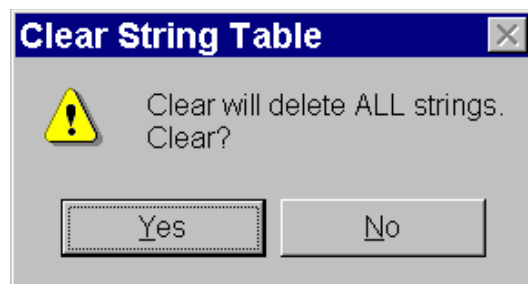 Clear String Table
Clear will delete ALL strings.
Clear?
Yes No